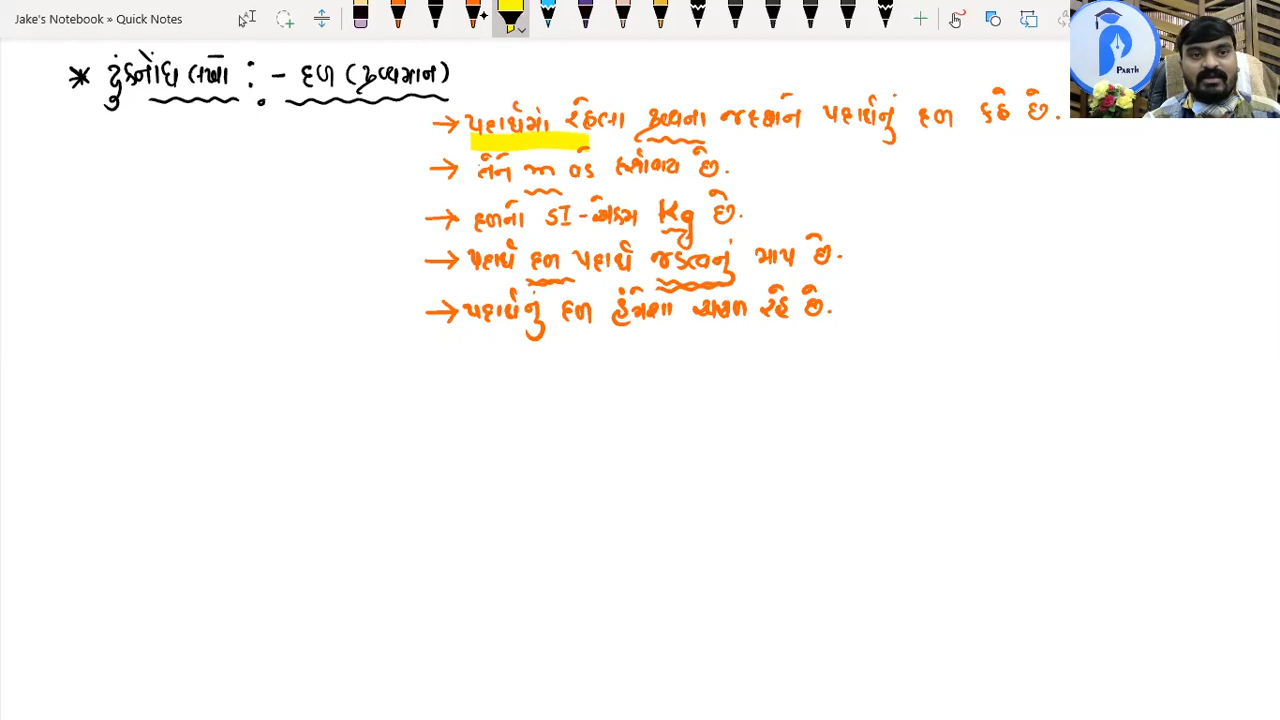 Jake's Notebook » Quick Notes
Parth
* ટુંકનોંધ લખો :- દળ (દ્રવ્યમાન)
→ પદાર્થમાં રહેલા દ્રવ્યના જથ્થાને પદાર્થનું દળ કહે છે.
→ તેને m વડે દર્શાવાય છે.
→ દળનો SI-એકમ Kg છે.
→ પદાર્થ દળ પદાર્થ જડત્વનું માપ છે.
→ પદાર્થનું દળ હંમેશા અચળ રહે છે.